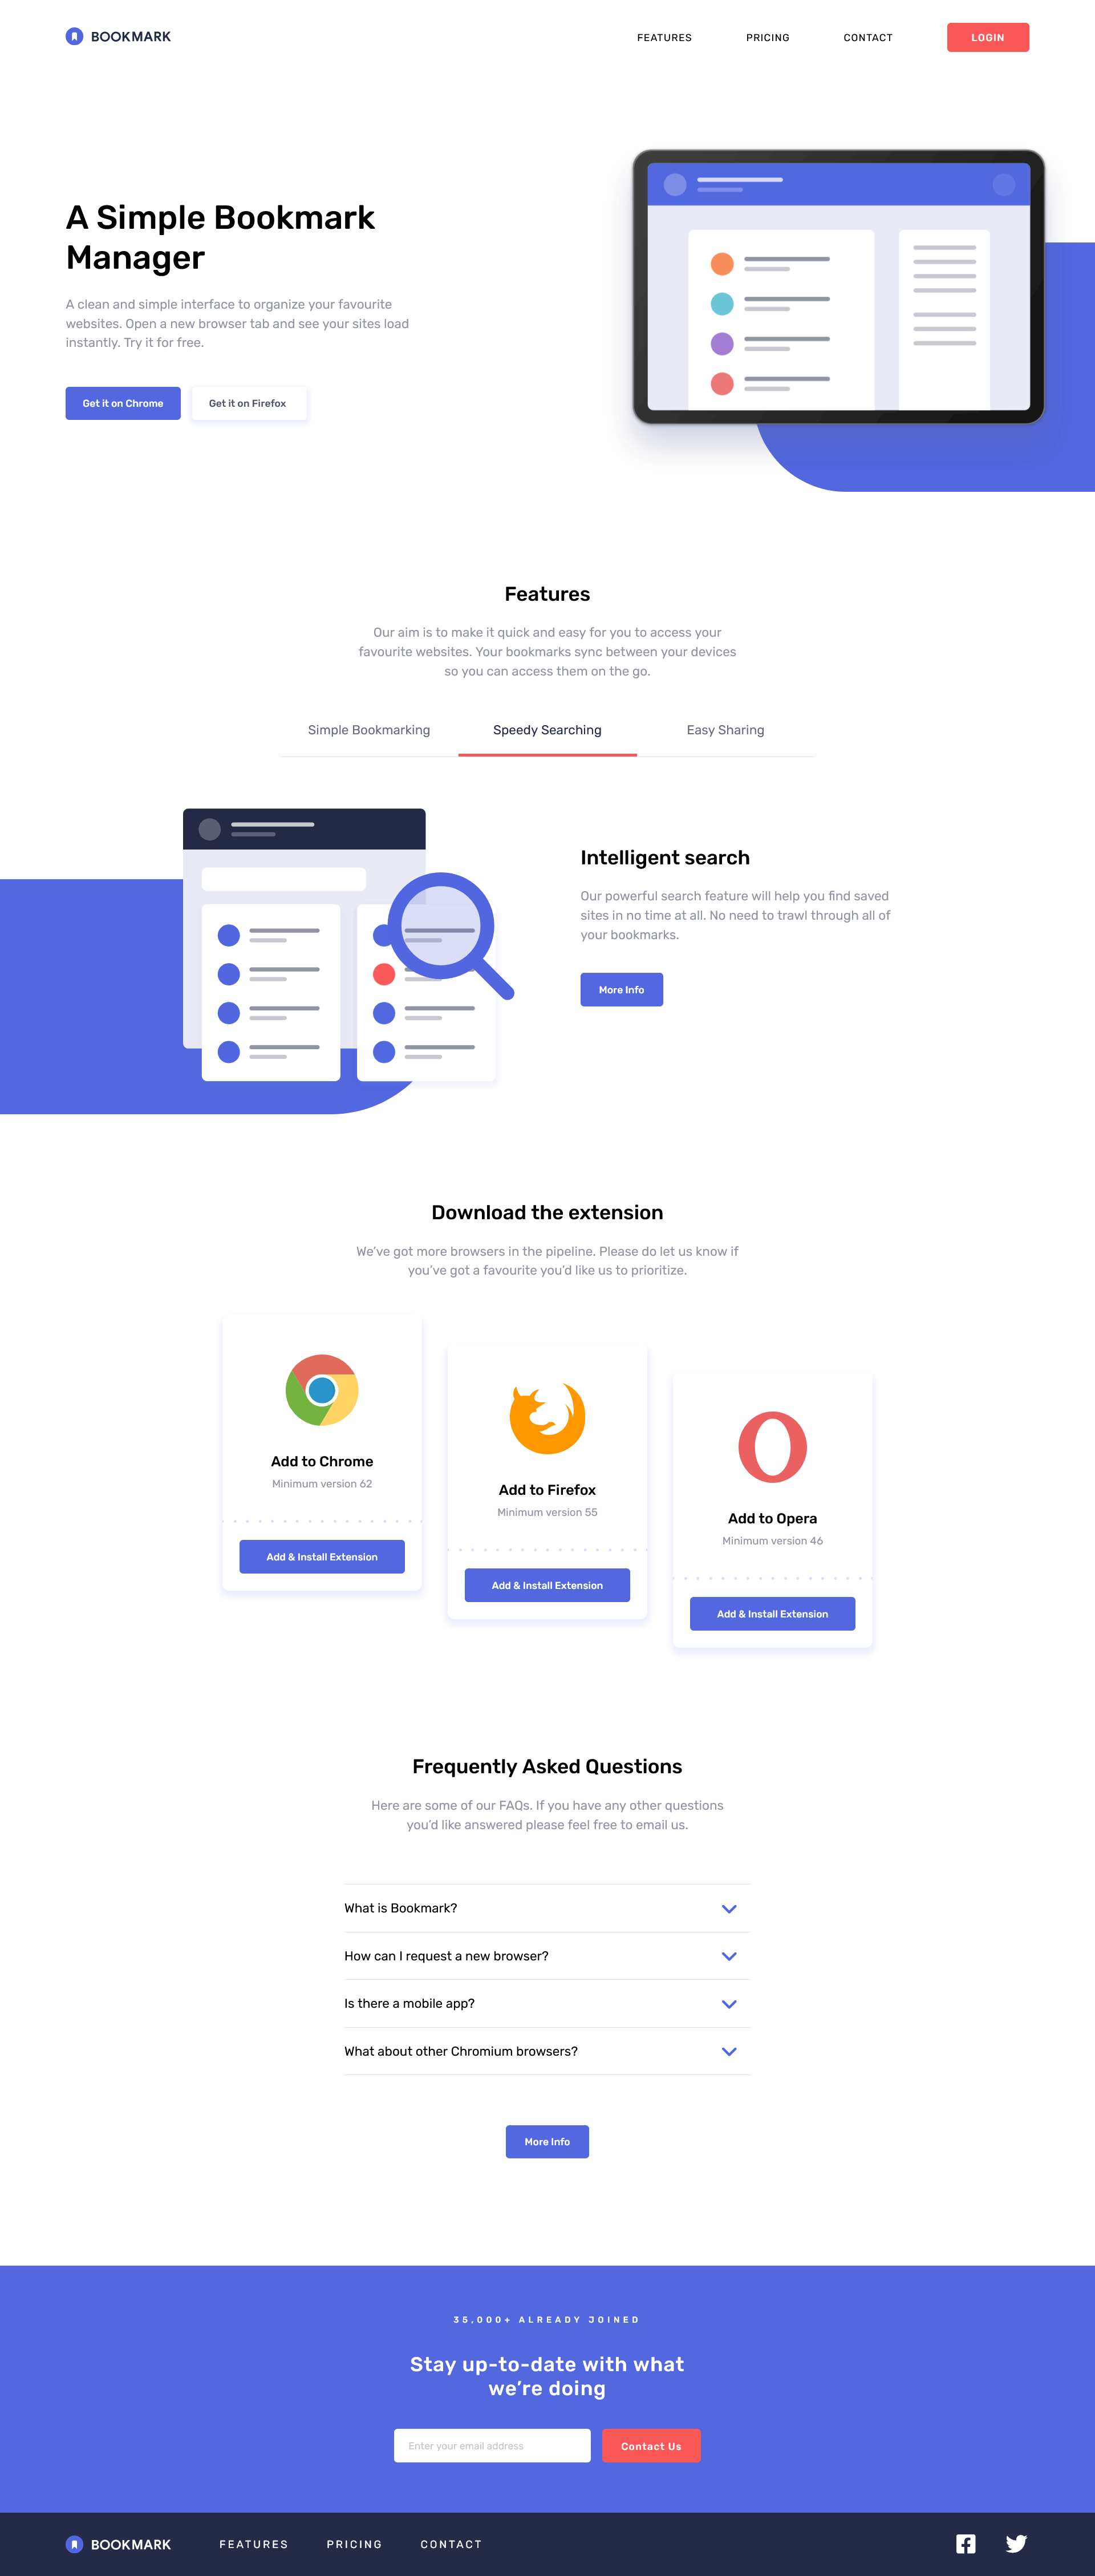 BOOKMARK
FEATURES
PRICING
CONTACT
LOGIN
A Simple Bookmark
Manager
A clean and simple interface to organize your favourite
websites. Open a new browser tab and see your sites load
instantly. Try it for free.
Get it on Chrome
Get it on Firefox
Features
Our aim is to make it quick and easy for you to access your
favourite websites. Your bookmarks sync between your devices
so you can access them on the go.
Simple Bookmarking
Speedy Searching
Easy Sharing
Intelligent search
Our powerful search feature will help you find saved
sites in no time at all. No need to trawl through all of
your bookmarks.
More Info
Download the extension
We’ve got more browsers in the pipeline. Please do let us know if
you’ve got a favourite you’d like us to prioritize.
Add to Chrome
Minimum version 62
Add & Install Extension
Add to Firefox
Minimum version 55
Add & Install Extension
Add to Opera
Minimum version 46
Add & Install Extension
Frequently Asked Questions
Here are some of our FAQs. If you have any other questions
you’d like answered please feel free to email us.
What is Bookmark?
How can I request a new browser?
Is there a mobile app?
What about other Chromium browsers?
More Info
35,000+ ALREADY JOINED
Stay up-to-date with what
we’re doing
Enter your email address
Contact Us
BOOKMARK
FEATURES
PRICING
CONTACT